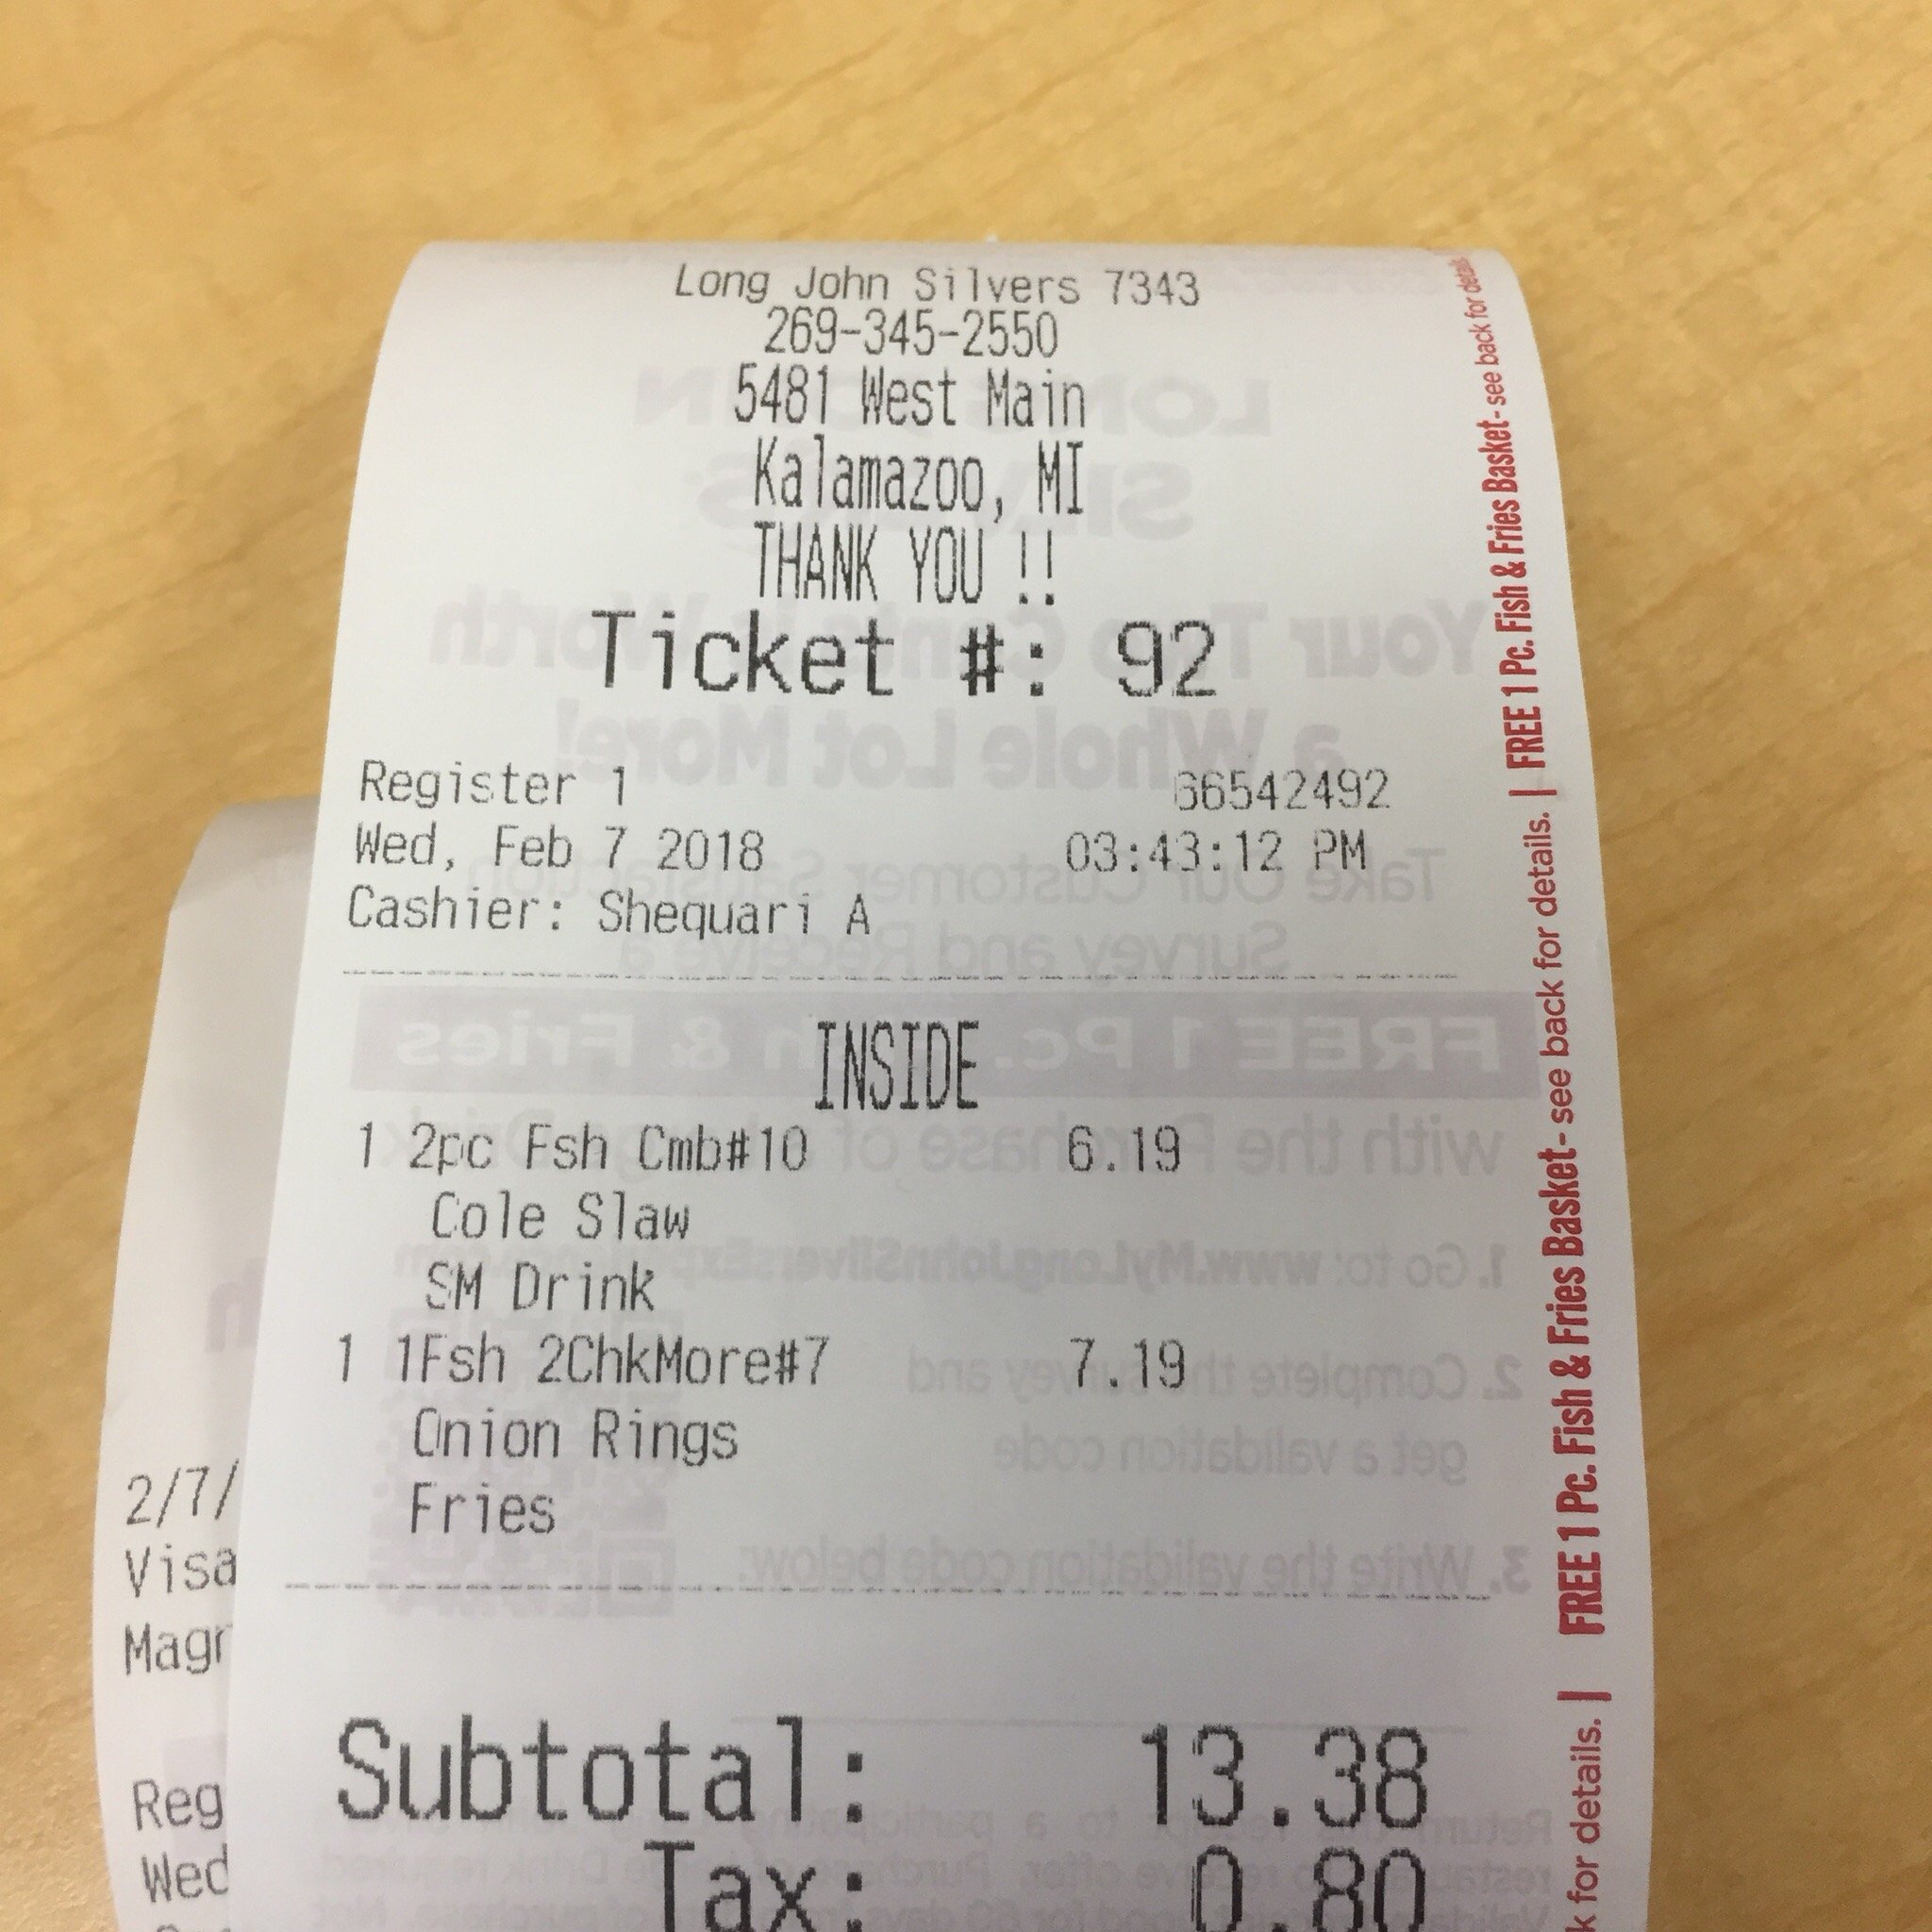 Long John Silvers 7343
269-345-2550
5481 West Main
Kalamazoo, MI
THANK YOU !!
Ticket #: 92
Register 1 66542492
Wed, Feb 7 2018 03:43:12 PM
Cashier: Shequari A
INSIDE
1 2pc Fsh Cmb#10 6.19
Cole Slaw
SM Drink
1 1Fsh 2ChkMore#7 7.19
Onion Rings
Fries
Subtotal: 13.38
Tax: 0.80
2/7/
Visa
Magn
Reg
Wed
k for details. | FREE 1 Pc. Fish & Fries Basket - see back for details. | FREE 1 Pc. Fish & Fries Basket - see back for details